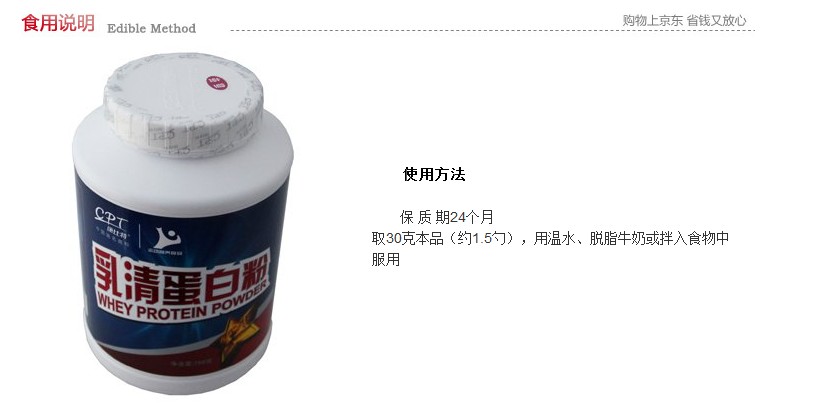 食用说明 Edible Method
购物上京东 省钱又放心
使用方法
保 质 期24个月
取30克本品（约1.5勺），用温水、脱脂牛奶或拌入食物中
服用
CPT
康比特®
乳清蛋白粉
WHEY PROTEIN POWDER